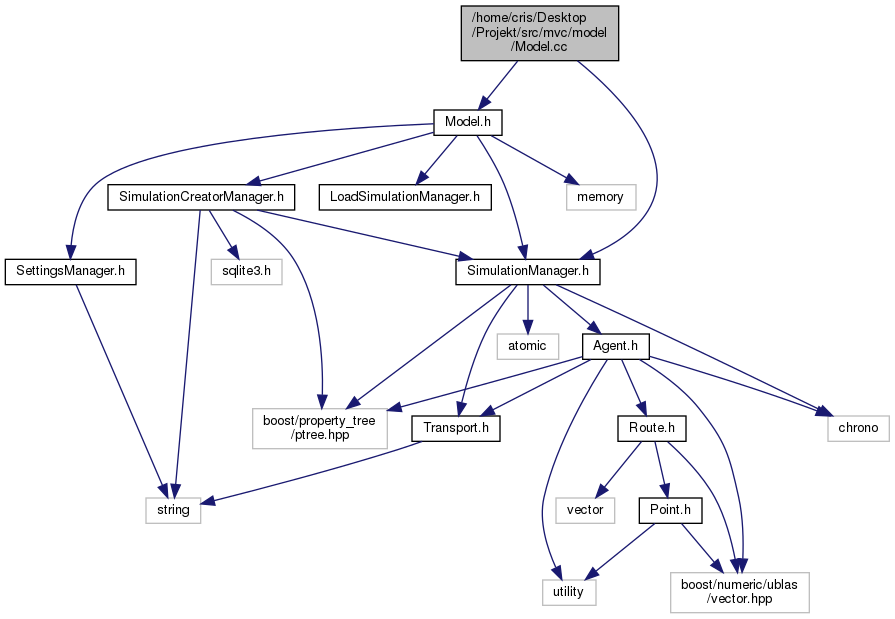 /home/cris/Desktop
/Projekt/src/mvc/model
/Model.cc
Model.h
SimulationCreatorManager.h
LoadSimulationManager.h
memory
SettingsManager.h
sqlite3.h
SimulationManager.h
atomic
Agent.h
boost/property_tree
/ptree.hpp
Transport.h
Route.h
chrono
string
vector
Point.h
utility
boost/numeric/ublas
/vector.hpp